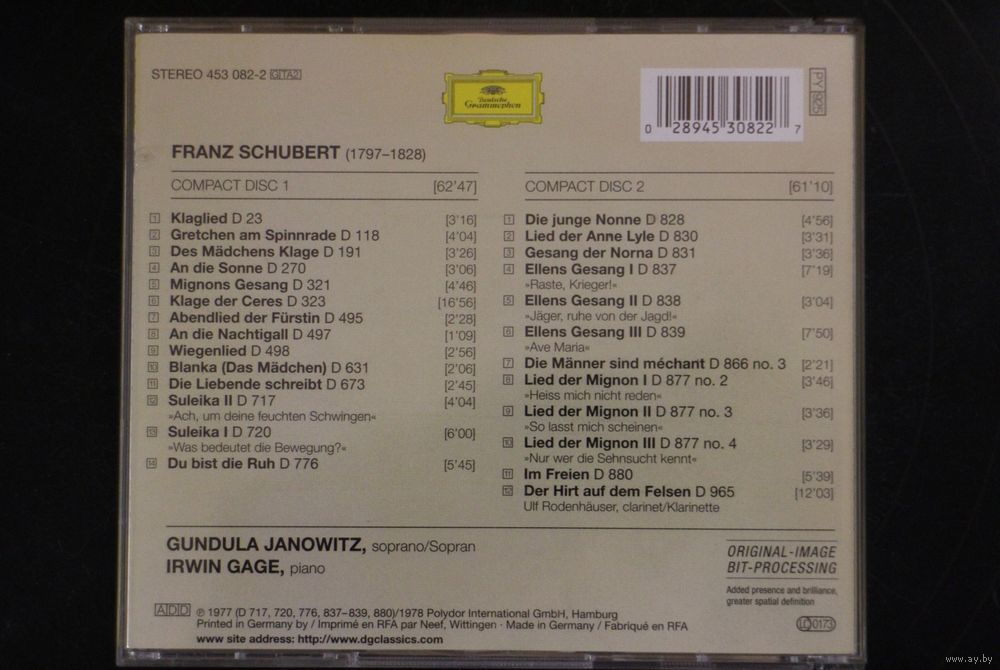 STEREO 453 082-2 GTA2
Deutsche
Grammophon
0 28945 30822 7
PY 925
FRANZ SCHUBERT (1797–1828)
COMPACT DISC 1 [62'47]
1 Klaglied D 23 [3'16]
2 Gretchen am Spinnrade D 118 [4'04]
3 Des Mädchens Klage D 191 [3'26]
4 An die Sonne D 270 [3'06]
5 Mignons Gesang D 321 [4'46]
6 Klage der Ceres D 323 [16'56]
7 Abendlied der Fürstin D 495 [2'28]
8 An die Nachtigall D 497 [1'09]
9 Wiegenlied D 498 [2'56]
10 Blanka (Das Mädchen) D 631 [2'06]
11 Die Liebende schreibt D 673 [2'45]
12 Suleika II D 717 [4'04]
»Ach, um deine feuchten Schwingen«
13 Suleika I D 720 [6'00]
»Was bedeutet die Bewegung?«
14 Du bist die Ruh D 776 [5'45]
COMPACT DISC 2 [61'10]
1 Die junge Nonne D 828 [4'56]
2 Lied der Anne Lyle D 830 [3'31]
3 Gesang der Norna D 831 [3'36]
4 Ellens Gesang I D 837 [7'19]
»Raste, Krieger!«
5 Ellens Gesang II D 838 [3'04]
»Jäger, ruhe von der Jagd!«
6 Ellens Gesang III D 839 [7'50]
»Ave Maria«
7 Die Männer sind méchant D 866 no. 3 [2'21]
8 Lied der Mignon I D 877 no. 2 [3'46]
»Heiss mich nicht reden«
9 Lied der Mignon II D 877 no. 3 [3'36]
»So lasst mich scheinen«
10 Lied der Mignon III D 877 no. 4 [3'29]
»Nur wer die Sehnsucht kennt«
11 Im Freien D 880 [5'39]
12 Der Hirt auf dem Felsen D 965 [12'03]
Ulf Rodenhäuser, clarinet/Klarinette
GUNDULA JANOWITZ, soprano/Sopran
IRWIN GAGE, piano
ORIGINAL-IMAGE
BIT-PROCESSING
Added presence and brilliance,
greater spatial definition
ADD ℗ 1977 (D 717, 720, 776, 837–839, 880)/1978 Polydor International GmbH, Hamburg
Printed in Germany by / Imprimé en RFA par Neef, Wittingen · Made in Germany / Fabriqué en RFA
www site address: http://www.dgclassics.com
LC 0173
www.ay.by